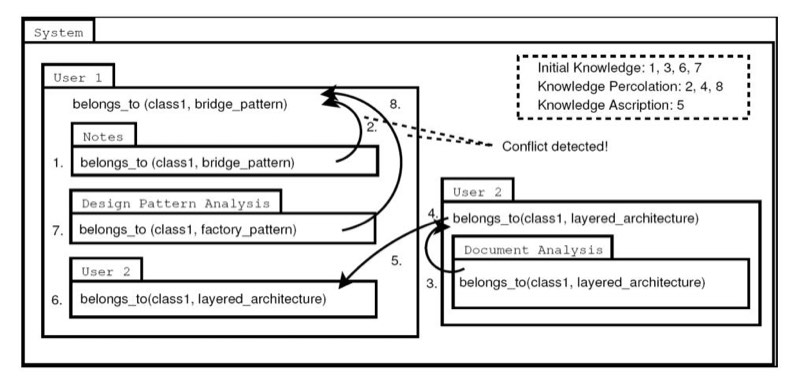 System
User 1
belongs_to (class1, bridge_pattern)
8.
2.
Notes
1. belongs_to (class1, bridge_pattern)
Design Pattern Analysis
7. belongs_to (class1, factory_pattern)
5.
User 2
6. belongs_to(class1, layered_architecture)
Initial Knowledge: 1, 3, 6, 7
Knowledge Percolation: 2, 4, 8
Knowledge Ascription: 5
Conflict detected!
User 2
4. belongs_to(class1, layered_architecture)
Document Analysis
3. belongs_to(class1, layered_architecture)